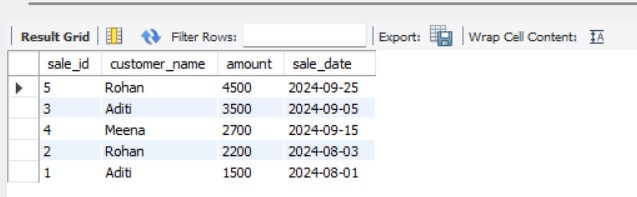 Result Grid Filter Rows: Export: Wrap Cell Content: IA
sale_id customer_name amount sale_date
5 Rohan 4500 2024-09-25
3 Aditi 3500 2024-09-05
4 Meena 2700 2024-09-15
2 Rohan 2200 2024-08-03
1 Aditi 1500 2024-08-01